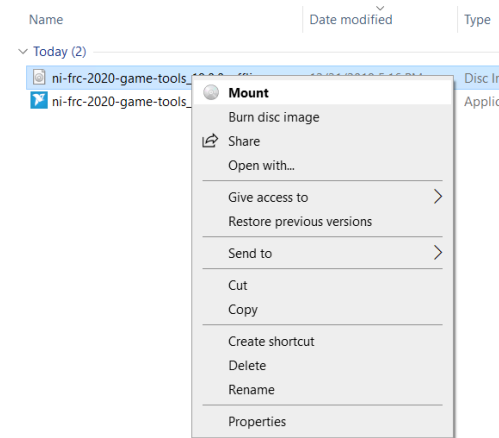 Name Date modified Type
Today (2)
ni-frc-2020-game-tools_ Disc
ni-frc-2020-game-tools_ Applic
Mount
Burn disc image
Share
Open with...
Give access to
Restore previous versions
Send to
Cut
Copy
Create shortcut
Delete
Rename
Properties